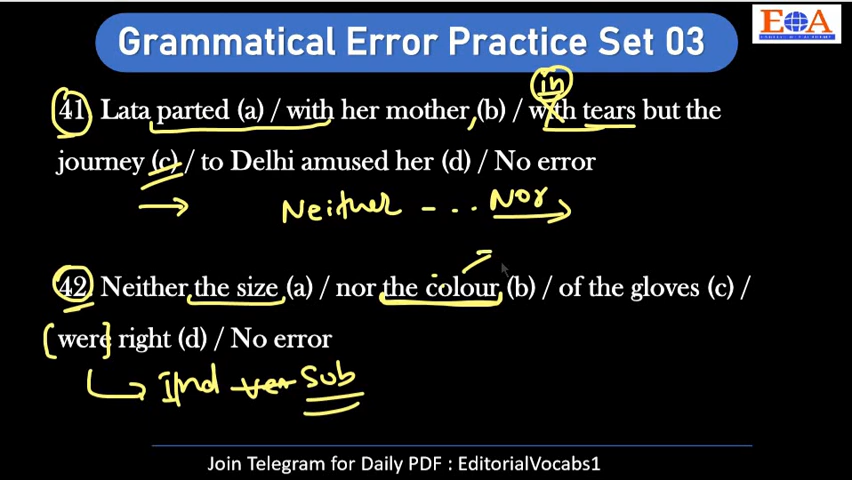 Grammatical Error Practice Set 03
EOA
in
41. Lata parted (a) / with her mother, (b) / with tears but the
journey (c) / to Delhi amused her (d) / No error
Neither - .. Nor
42. Neither the size (a) / nor the colour (b) / of the gloves (c) /
[were] right (d) / No error
IInd Sub
Join Telegram for Daily PDF : EditorialVocabs1